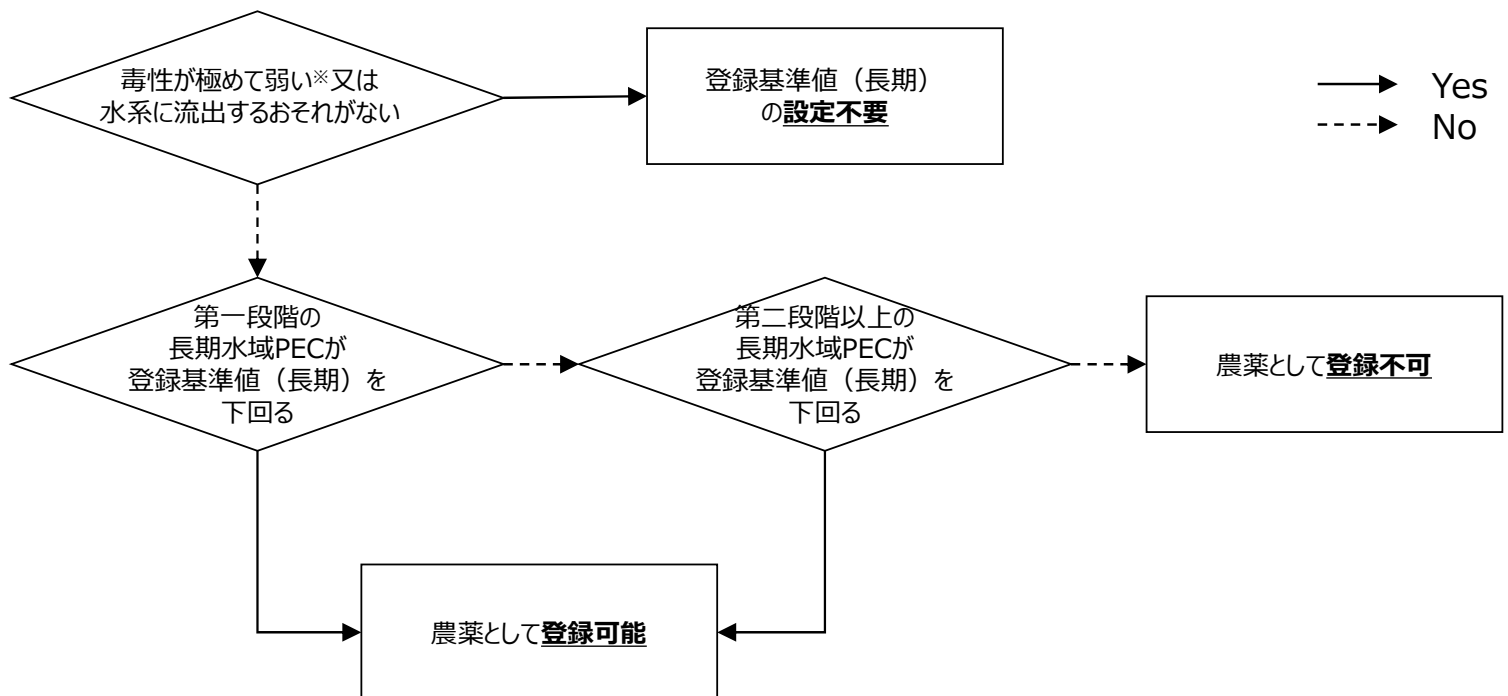 毒性が極めて弱い※又は
水系に流出するおそれがない
登録基準値（長期）
の設定不要
Yes
No
第一段階の
長期水域PECが
登録基準値（長期）を
下回る
第二段階以上の
長期水域PECが
登録基準値（長期）を
下回る
農薬として登録不可
農薬として登録可能